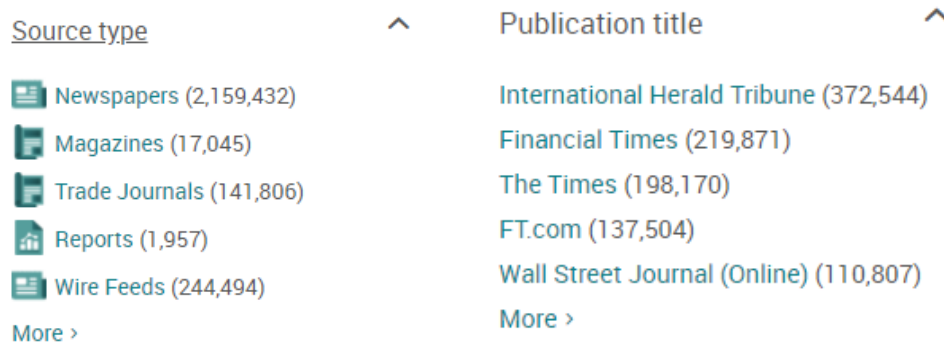 Source type
Newspapers (2,159,432)
Magazines (17,045)
Trade Journals (141,806)
Reports (1,957)
Wire Feeds (244,494)
More >
Publication title
International Herald Tribune (372,544)
Financial Times (219,871)
The Times (198,170)
FT.com (137,504)
Wall Street Journal (Online) (110,807)
More >